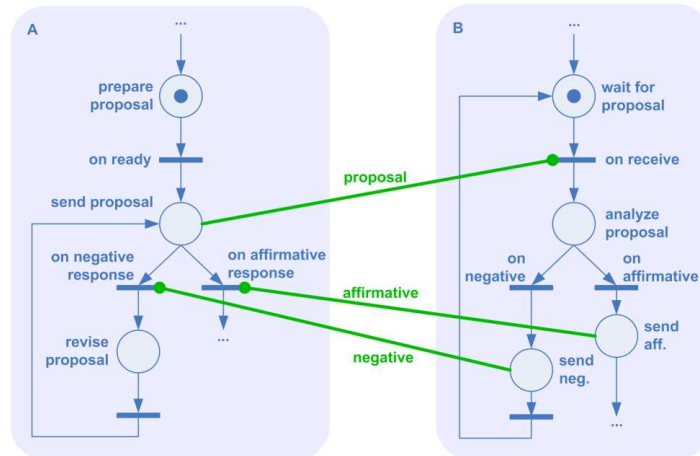 A
...
prepare
proposal
on ready
send proposal
on negative
response
on affirmative
response
revise
proposal
...
proposal
affirmative
negative
B
...
wait for
proposal
on receive
analyze
proposal
on
negative
on
affirmative
send
aff.
send
neg.
...